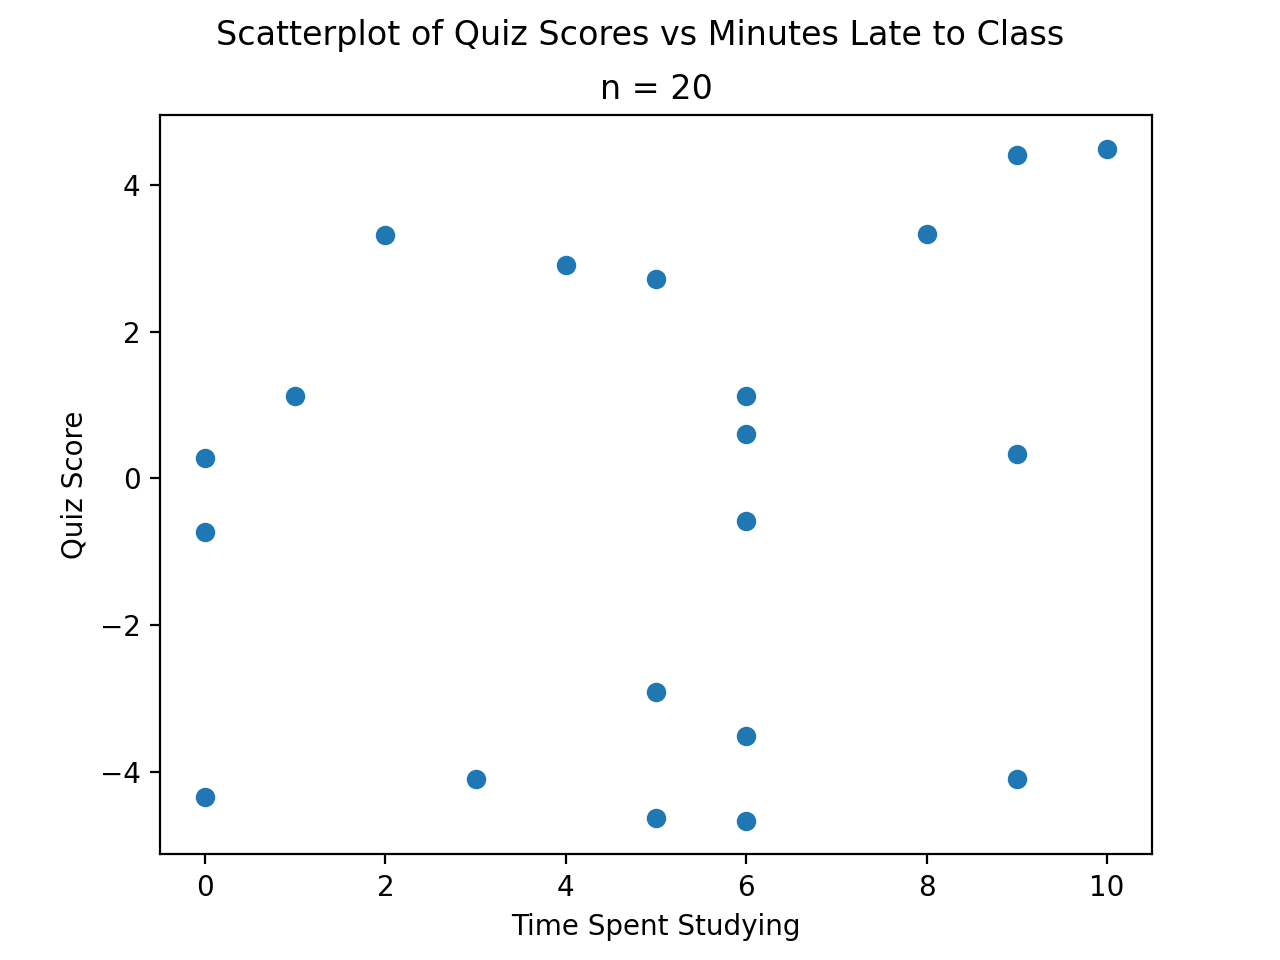 Scatterplot of Quiz Scores vs Minutes Late to Class
n = 20
4
2
0
−2
−4
Quiz Score
0 2 4 6 8 10
Time Spent Studying